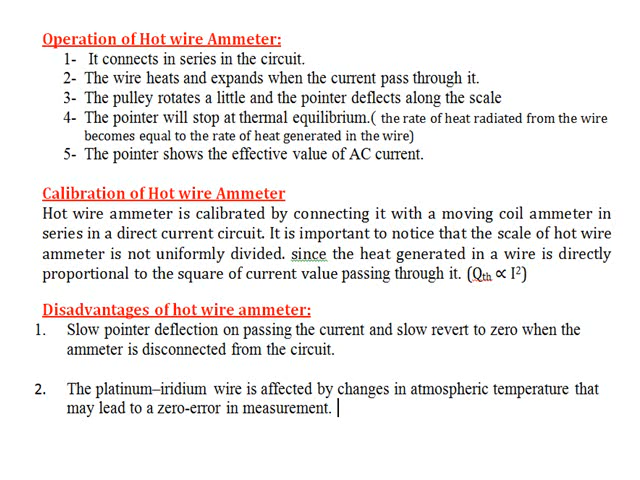 Operation of Hot wire Ammeter:
1- It connects in series in the circuit.
2- The wire heats and expands when the current pass through it.
3- The pulley rotates a little and the pointer deflects along the scale
4- The pointer will stop at thermal equilibrium.( the rate of heat radiated from the wire
becomes equal to the rate of heat generated in the wire)
5- The pointer shows the effective value of AC current.
Calibration of Hot wire Ammeter
Hot wire ammeter is calibrated by connecting it with a moving coil ammeter in
series in a direct current circuit. It is important to notice that the scale of hot wire
ammeter is not uniformly divided. since the heat generated in a wire is directly
proportional to the square of current value passing through it. (Qth ∝ I²)
Disadvantages of hot wire ammeter:
1. Slow pointer deflection on passing the current and slow revert to zero when the
ammeter is disconnected from the circuit.
2. The platinum–iridium wire is affected by changes in atmospheric temperature that
may lead to a zero-error in measurement.